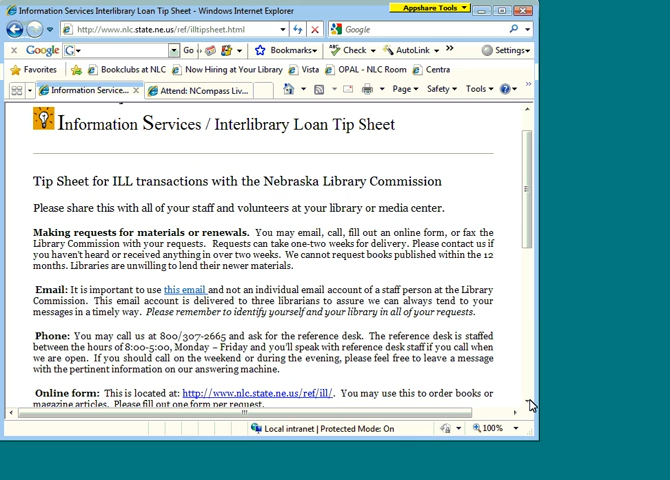 Information Services Interlibrary Loan Tip Sheet - Windows Internet Explorer
Appshare Tools
http://www.nlc.state.ne.us/ref/illtipsheet.html
Google
Google
Go
Bookmarks
Check
AutoLink
Settings
Favorites
Bookclubs at NLC
Now Hiring at Your Library
Vista
OPAL - NLC Room
Centra
Information Service...
Attend: NCompass Liv...
Page
Safety
Tools
Information Services / Interlibrary Loan Tip Sheet
Tip Sheet for ILL transactions with the Nebraska Library Commission
Please share this with all of your staff and volunteers at your library or media center.
Making requests for materials or renewals. You may email, call, fill out an online form, or fax the
Library Commission with your requests. Requests can take one-two weeks for delivery. Please contact us if
you haven't heard or received anything in over two weeks. We cannot request books published within the 12
months. Libraries are unwilling to lend their newer materials.
Email: It is important to use this email and not an individual email account of a staff person at the Library
Commission. This email account is delivered to three librarians to assure we can always tend to your
messages in a timely way. Please remember to identify yourself and your library in all of your requests.
Phone: You may call us at 800/307-2665 and ask for the reference desk. The reference desk is staffed
between the hours of 8:00-5:00, Monday – Friday and you'll speak with reference desk staff if you call when
we are open. If you should call on the weekend or during the evening, please feel free to leave a message
with the pertinent information on our answering machine.
Online form: This is located at: http://www.nlc.state.ne.us/ref/ill/. You may use this to order books or
magazine articles. Please fill out one form per request.
Local intranet | Protected Mode: On
100%